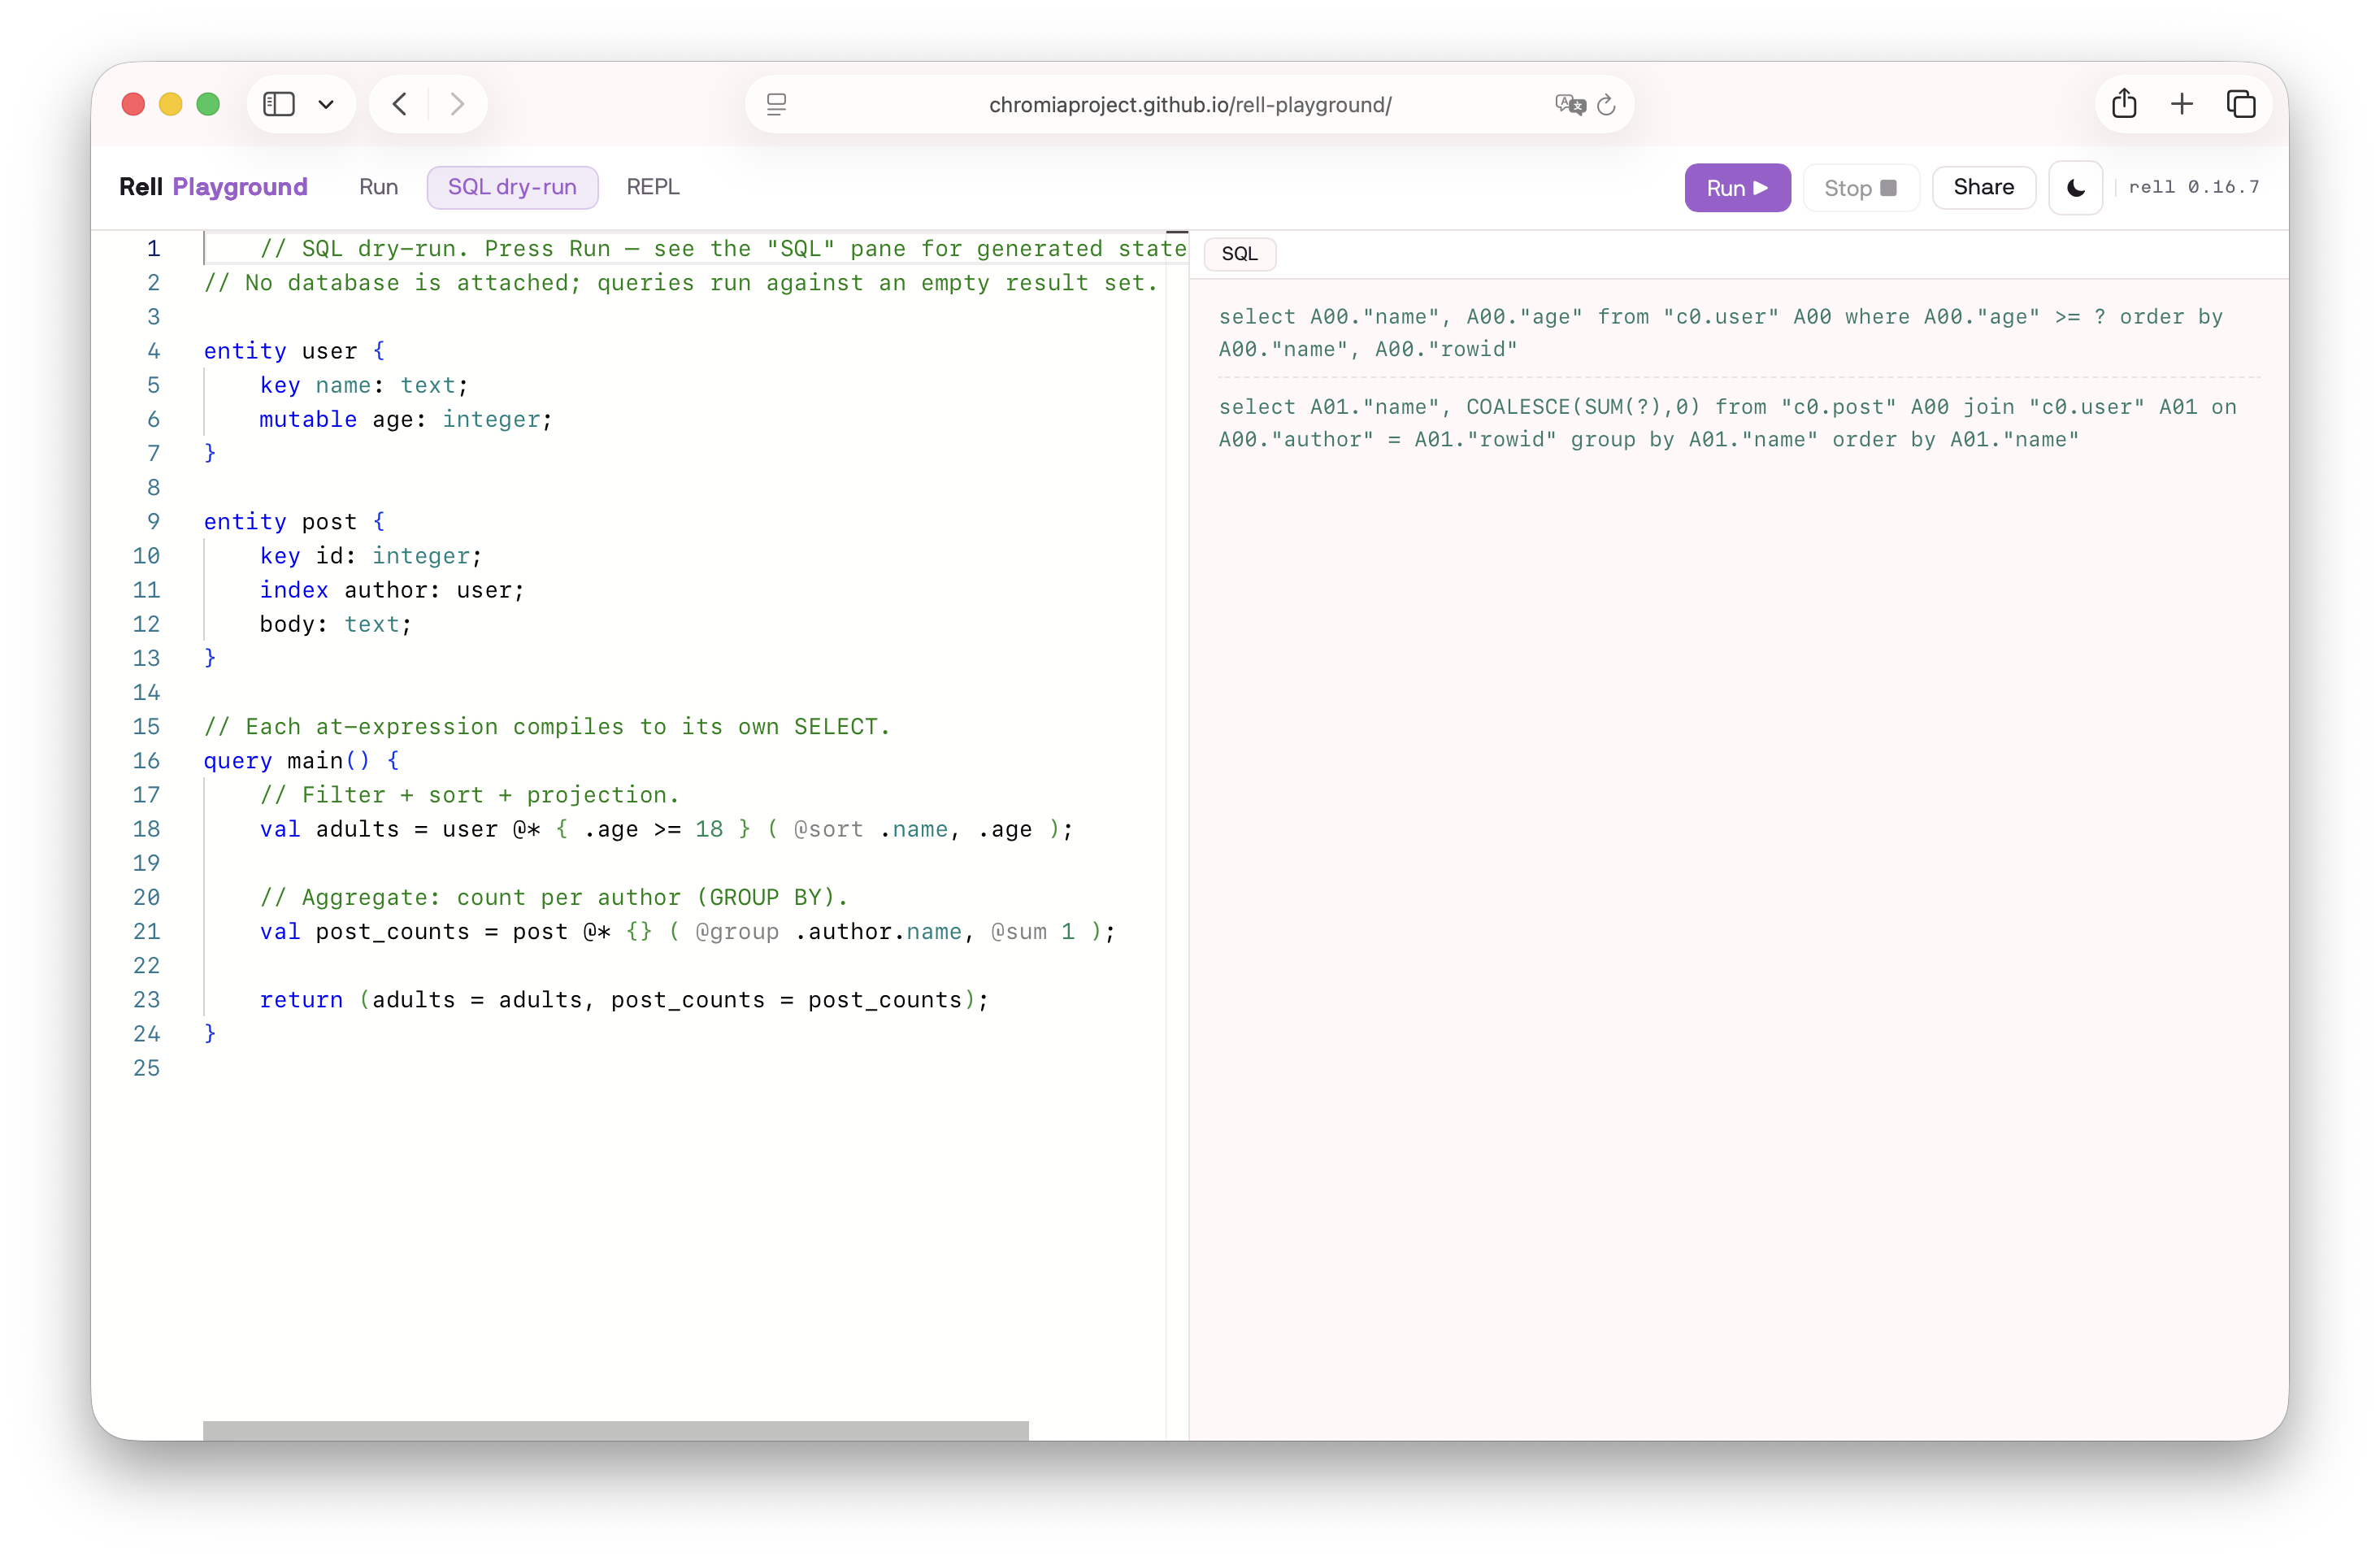 chromiaproject.github.io/rell-playground/
Rell Playground Run SQL dry-run REPL Run Stop Share rell 0.16.7
1 // SQL dry-run. Press Run — see the "SQL" pane for generated state
2 // No database is attached; queries run against an empty result set.
3
4 entity user {
5 key name: text;
6 mutable age: integer;
7 }
8
9 entity post {
10 key id: integer;
11 index author: user;
12 body: text;
13 }
14
15 // Each at-expression compiles to its own SELECT.
16 query main() {
17 // Filter + sort + projection.
18 val adults = user @* { .age >= 18 } ( @sort .name, .age );
19
20 // Aggregate: count per author (GROUP BY).
21 val post_counts = post @* {} ( @group .author.name, @sum 1 );
22
23 return (adults = adults, post_counts = post_counts);
24 }
25
SQL
select A00."name", A00."age" from "c0.user" A00 where A00."age" >= ? order by
A00."name", A00."rowid"
select A01."name", COALESCE(SUM(?),0) from "c0.post" A00 join "c0.user" A01 on
A00."author" = A01."rowid" group by A01."name" order by A01."name"